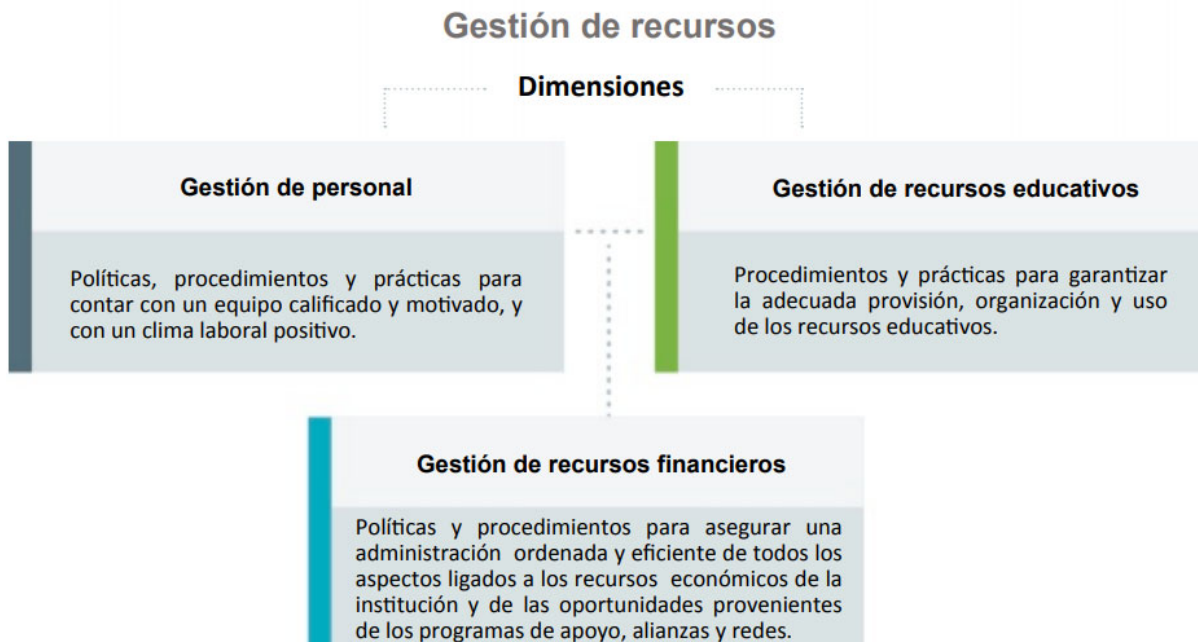 Gestión de recursos
Dimensiones
Gestión de personal
Políticas, procedimientos y prácticas para
contar con un equipo calificado y motivado, y
con un clima laboral positivo.
Gestión de recursos educativos
Procedimientos y prácticas para garantizar
la adecuada provisión, organización y uso
de los recursos educativos.
Gestión de recursos financieros
Políticas y procedimientos para asegurar una
administración ordenada y eficiente de todos los
aspectos ligados a los recursos económicos de la
institución y de las oportunidades provenientes
de los programas de apoyo, alianzas y redes.